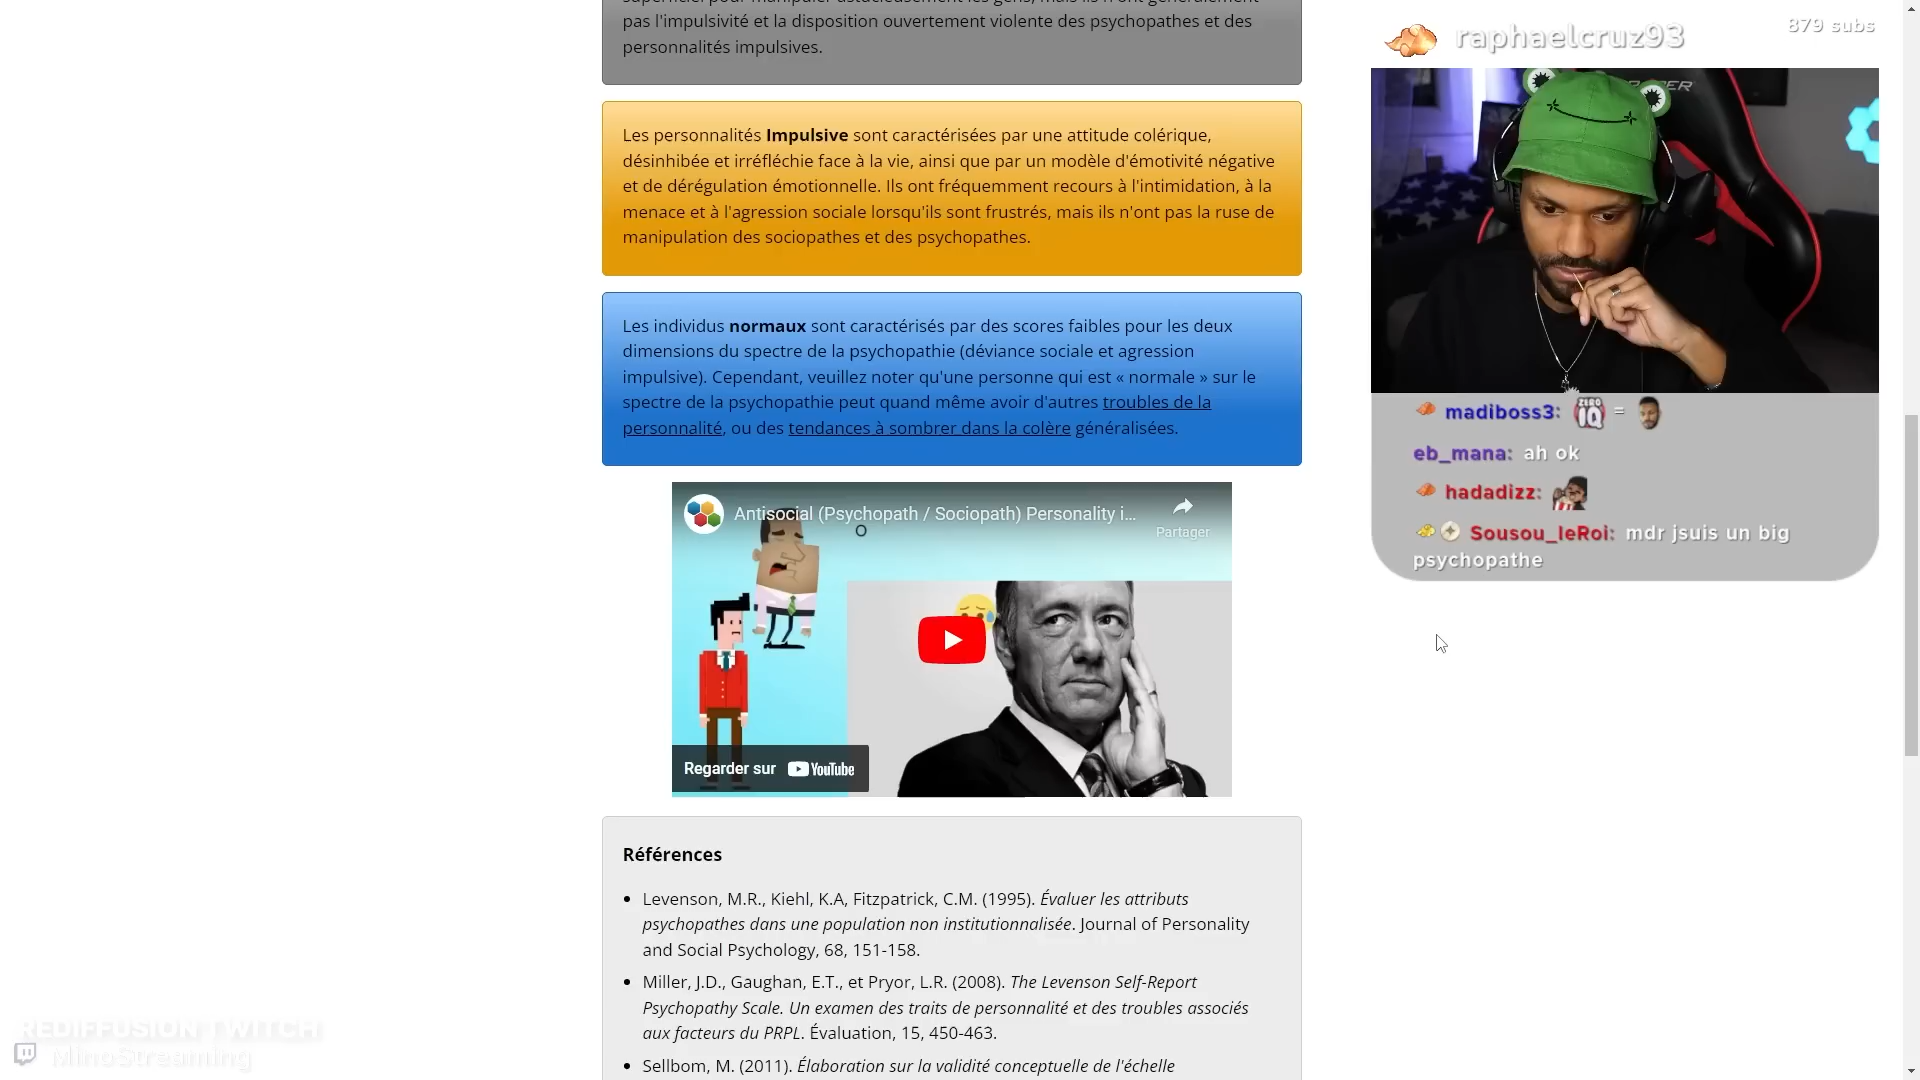 pas l'impulsivité et la disposition ouvertement violente des psychopathes et des
personnalités impulsives.
Les personnalités Impulsive sont caractérisées par une attitude colérique,
désinhibée et irréfléchie face à la vie, ainsi que par un modèle d'émotivité négative
et de dérégulation émotionnelle. Ils ont fréquemment recours à l'intimidation, à la
menace et à l'agression sociale lorsqu'ils sont frustrés, mais ils n'ont pas la ruse de
manipulation des sociopathes et des psychopathes.
Les individus normaux sont caractérisés par des scores faibles pour les deux
dimensions du spectre de la psychopathie (déviance sociale et agression
impulsive). Cependant, veuillez noter qu'une personne qui est « normale » sur le
spectre de la psychopathie peut quand même avoir d'autres troubles de la
personnalité, ou des tendances à sombrer dans la colère généralisées.
Antisocial (Psychopath / Sociopath) Personality i...
Partager
Regarder sur YouTube
Références
Levenson, M.R., Kiehl, K.A, Fitzpatrick, C.M. (1995). Évaluer les attributs
psychopathes dans une population non institutionnalisée. Journal of Personality
and Social Psychology, 68, 151-158.
Miller, J.D., Gaughan, E.T., et Pryor, L.R. (2008). The Levenson Self-Report
Psychopathy Scale. Un examen des traits de personnalité et des troubles associés
aux facteurs du PRPL. Évaluation, 15, 450-463.
Sellbom, M. (2011). Élaboration sur la validité conceptuelle de l'échelle
raphaelcruz93
879 subs
madiboss3: ZERO IQ =
eb_mana: ah ok
hadadizz:
Sousou_leRoi: mdr jsuis un big
psychopathe
REDIFFUSION TWITCH
MinoStreaming